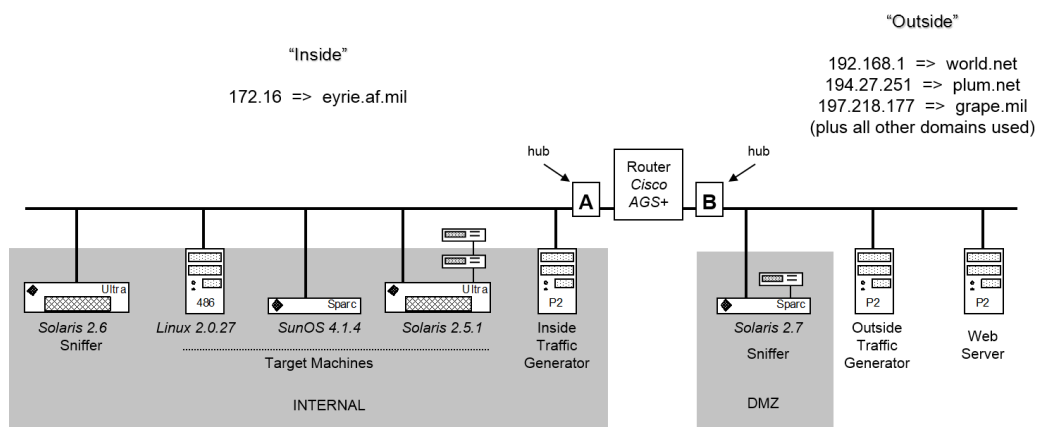 “Outside”
“Inside”
192.168.1 => world.net
172.16 => eyrie.af.mil
194.27.251 => plum.net
197.218.177 => grape.mil
(plus all other domains used)
hub
Router
Cisco
AGS+
hub
A
B
Ultra
486
Sparc
Ultra
P2
Sparc
P2
P2
Solaris 2.6
Sniffer
Linux 2.0.27
SunOS 4.1.4
Solaris 2.5.1
Target Machines
Inside
Traffic
Generator
Solaris 2.7
Sniffer
Outside
Traffic
Generator
Web
Server
INTERNAL
DMZ